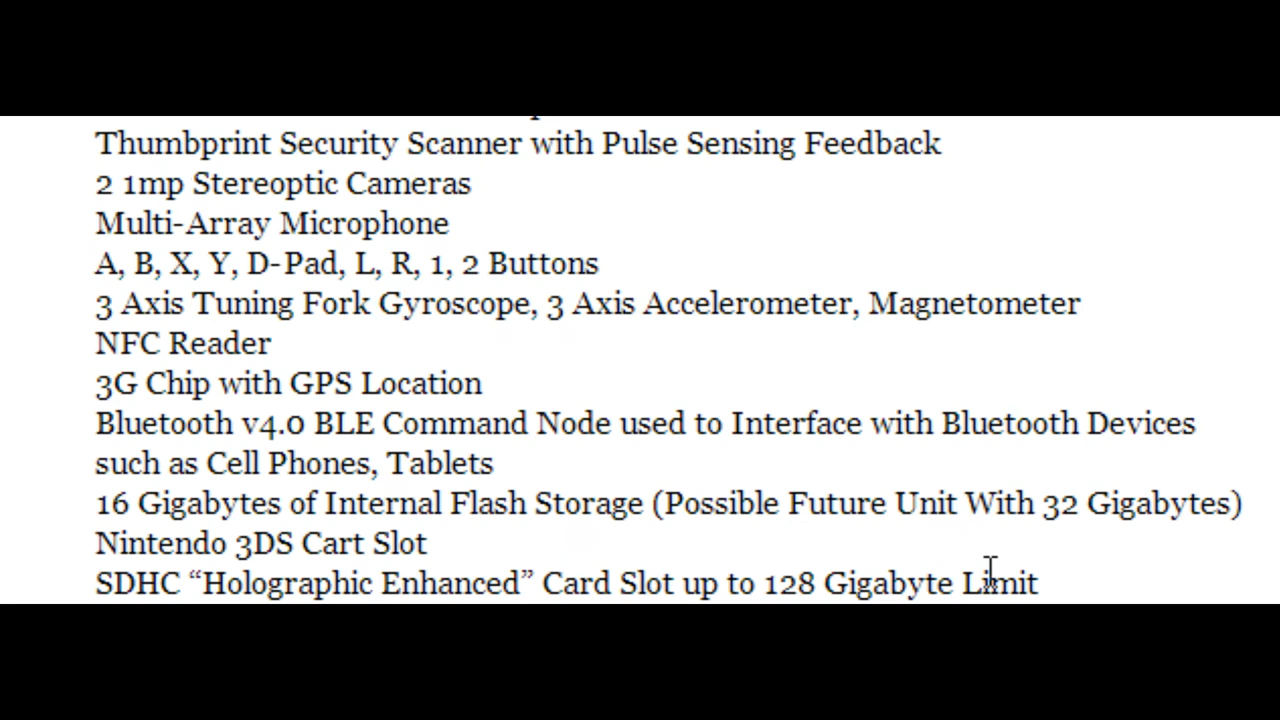 Thumbprint Security Scanner with Pulse Sensing Feedback
2 1mp Stereoptic Cameras
Multi-Array Microphone
A, B, X, Y, D-Pad, L, R, 1, 2 Buttons
3 Axis Tuning Fork Gyroscope, 3 Axis Accelerometer, Magnetometer
NFC Reader
3G Chip with GPS Location
Bluetooth v4.0 BLE Command Node used to Interface with Bluetooth Devices
such as Cell Phones, Tablets
16 Gigabytes of Internal Flash Storage (Possible Future Unit With 32 Gigabytes)
Nintendo 3DS Cart Slot
SDHC “Holographic Enhanced” Card Slot up to 128 Gigabyte Limit